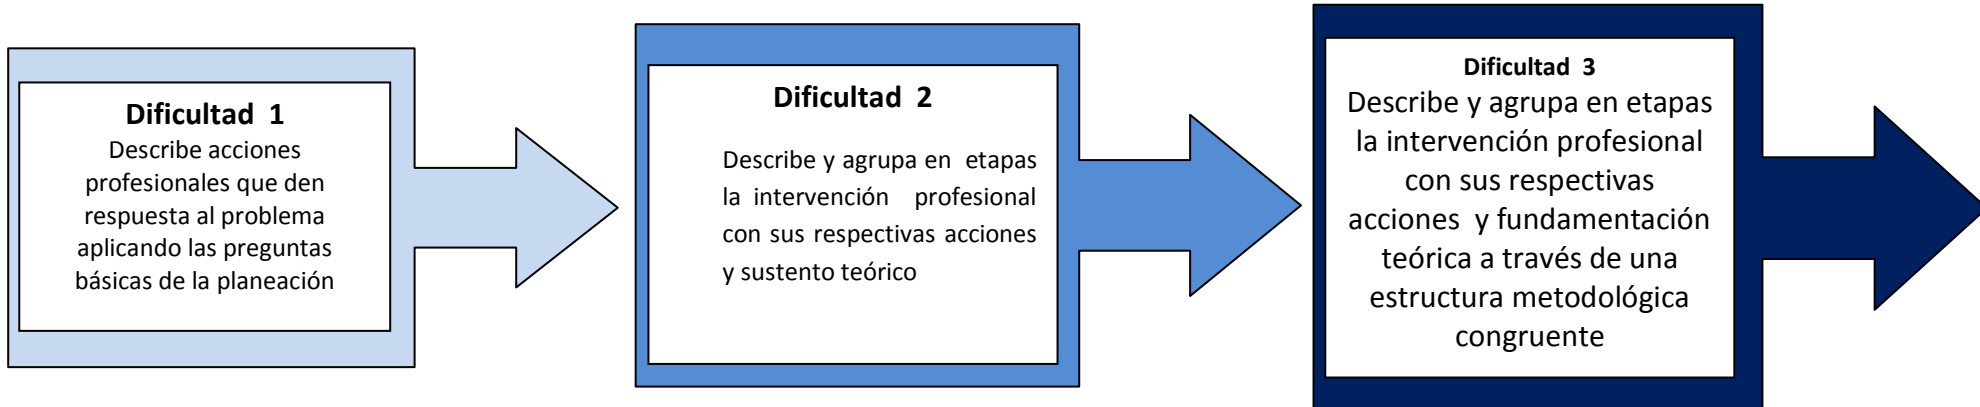 Dificultad 1
Describe acciones
profesionales que den
respuesta al problema
aplicando las preguntas
básicas de la planeación
Dificultad 2
Describe y agrupa en etapas
la intervención profesional
con sus respectivas acciones
y sustento teórico
Dificultad 3
Describe y agrupa en etapas
la intervención profesional
con sus respectivas
acciones y fundamentación
teórica a través de una
estructura metodológica
congruente